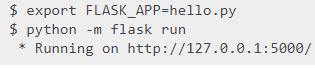 $ export FLASK_APP=hello.py
$ python -m flask run
 * Running on http://127.0.0.1:5000/